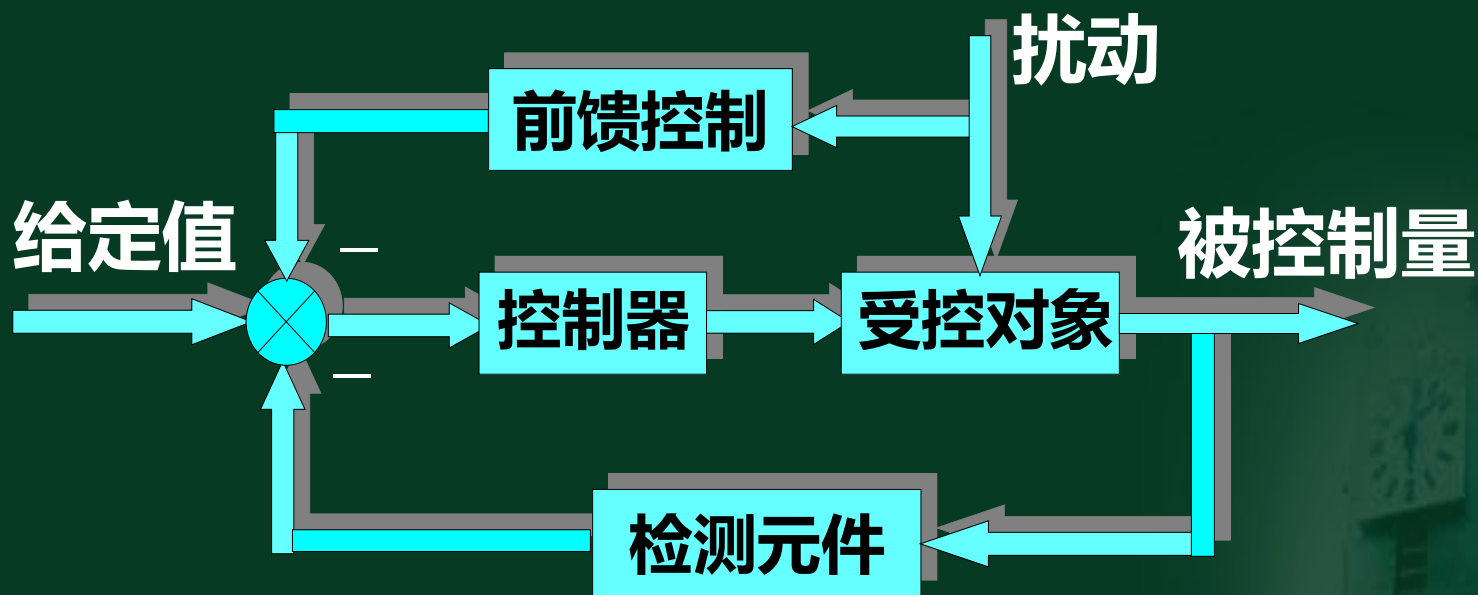 扰动
前馈控制
给定值
—
被控制量
控制器
受控对象
—
检测元件